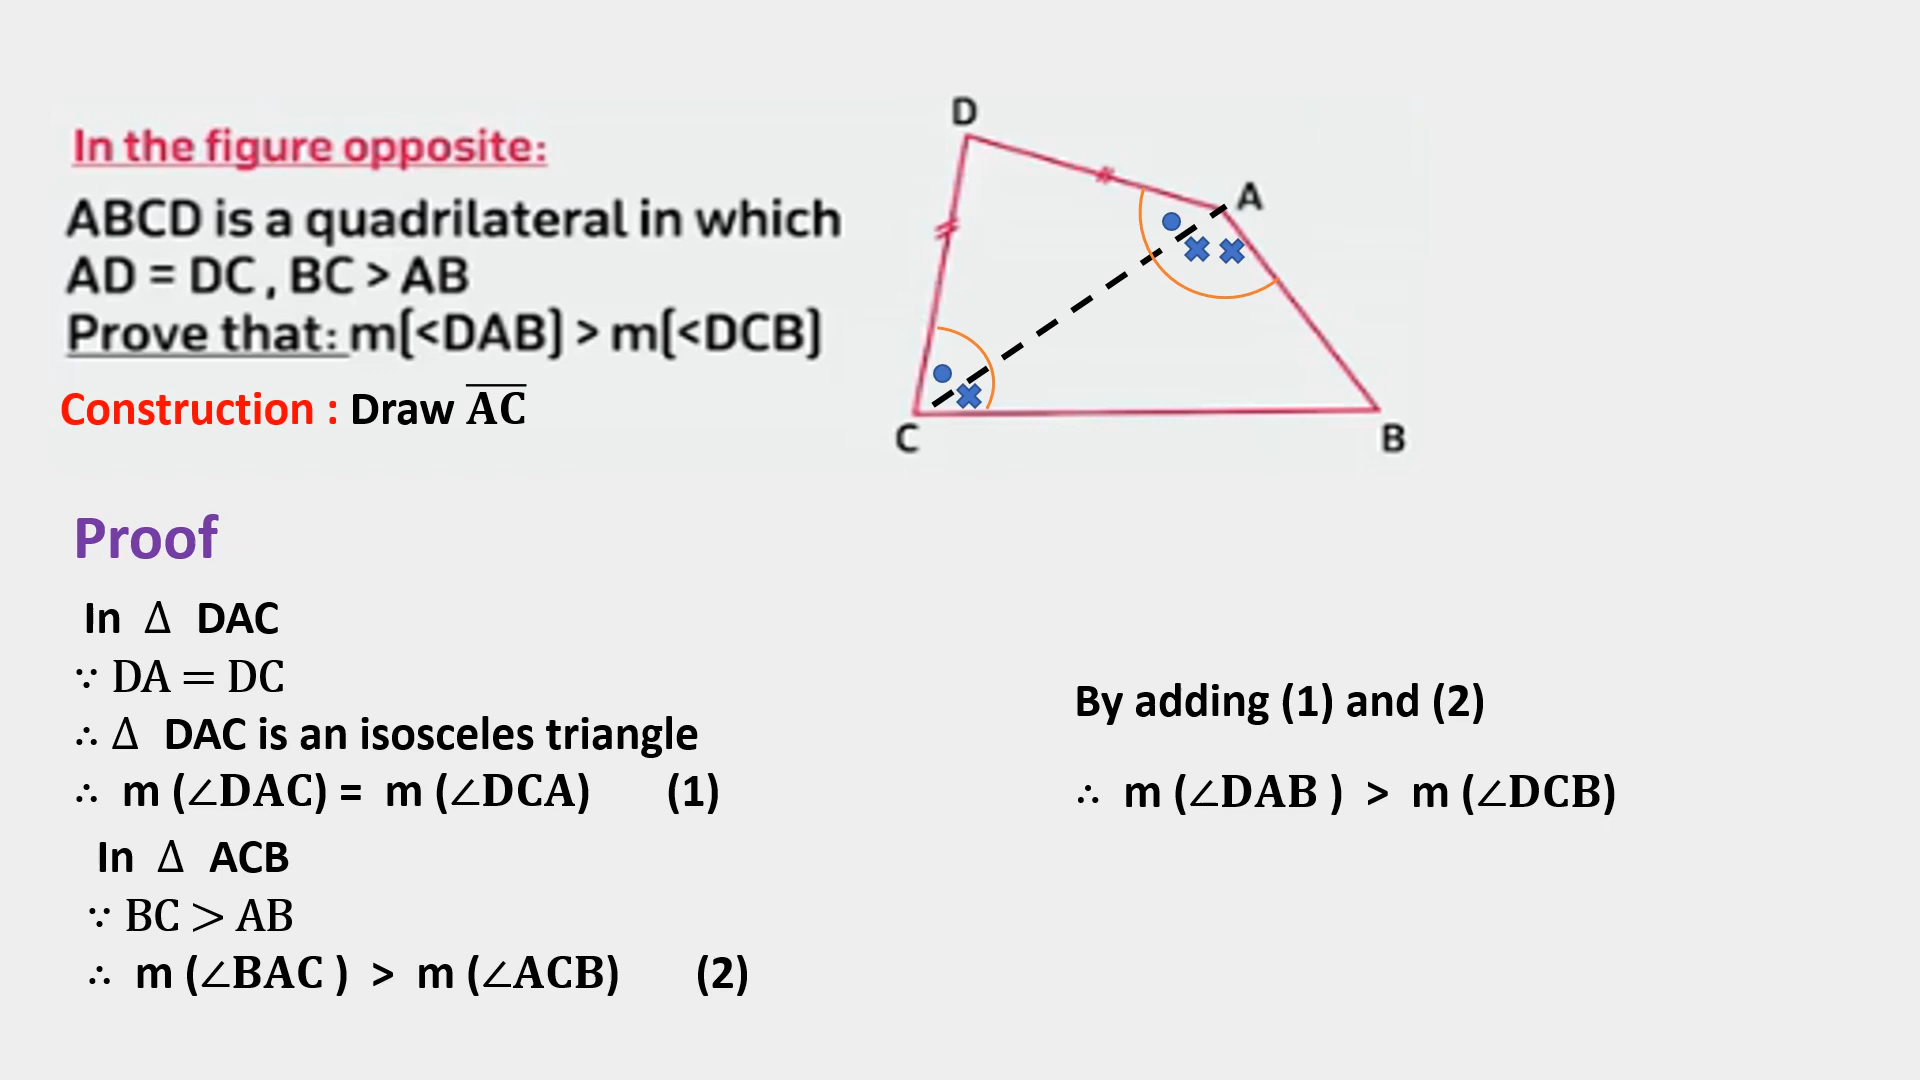 In the figure opposite:
ABCD is a quadrilateral in which
AD = DC , BC > AB
Prove that: m[<DAB] > m[<DCB]
Construction : Draw A̅C̅
D
A
C
B
Proof
In Δ DAC
∵ DA = DC
∴ Δ DAC is an isosceles triangle
∴ m (∠DAC) = m (∠DCA) (1)
In Δ ACB
∵ BC > AB
∴ m (∠BAC ) > m (∠ACB) (2)
By adding (1) and (2)
∴ m (∠DAB ) > m (∠DCB)